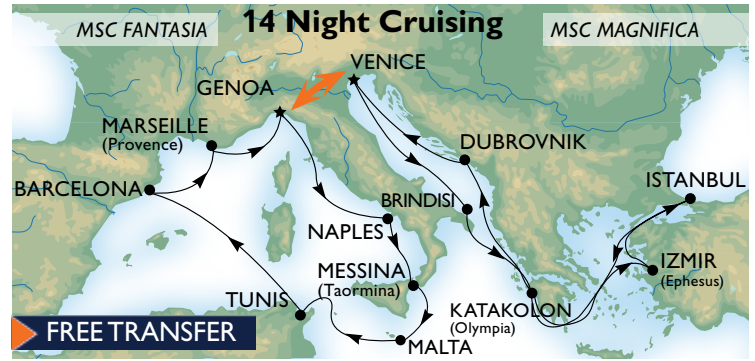 14 Night Cruising
MSC FANTASIA
MSC MAGNIFICA
VENICE
GENOA
MARSEILLE
(Provence)
DUBROVNIK
BARCELONA
ISTANBUL
BRINDISI
NAPLES
MESSINA
(Taormina)
IZMIR
(Ephesus)
TUNIS
KATAKOLON
(Olympia)
FREE TRANSFER
MALTA